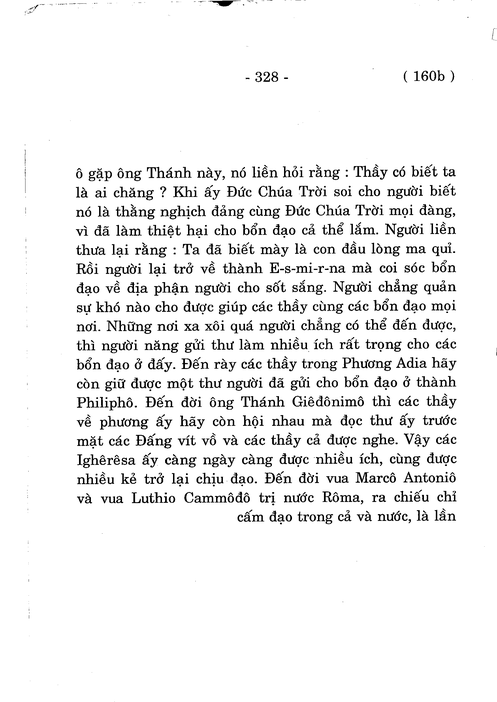 - 328 - ( 160b )
ô gặp ông Thánh này, nó liền hỏi rằng : Thầy có biết ta
là ai chăng ? Khi ấy Đức Chúa Trời soi cho người biết
nó là thằng nghịch đảng cùng Đức Chúa Trời mọi đàng,
vì đã làm thiệt hại cho bổn đạo cả thể lắm. Người liền
thưa lại rằng : Ta đã biết mày là con đầu lòng ma quỉ.
Rồi người lại trở về thành E-s-mi-r-na mà coi sóc bổn
đạo về địa phận người cho sốt sắng. Người chẳng quản
sự khó nào cho được giúp các thầy cùng các bổn đạo mọi
nơi. Những nơi xa xôi quá người chẳng có thể đến được,
thì người năng gửi thư làm nhiều ích rất trọng cho các
bổn đạo ở đấy. Đến rày các thầy trong Phương Adia hãy
còn giữ được một thư người đã gửi cho bổn đạo ở thành
Philiphô. Đến đời ông Thánh Giêđônimô thì các thầy
về phương ấy hãy còn hội nhau mà đọc thư ấy trước
mặt các Đấng vít vồ và các thầy cả được nghe. Vậy các
Ighêrêsa ấy càng ngày càng được nhiều ích, cùng được
nhiều kẻ trở lại chịu đạo. Đến đời vua Marcô Antoniô
và vua Luthio Cammôđô trị nước Rôma, ra chiếu chỉ
cấm đạo trong cả và nước, là lần